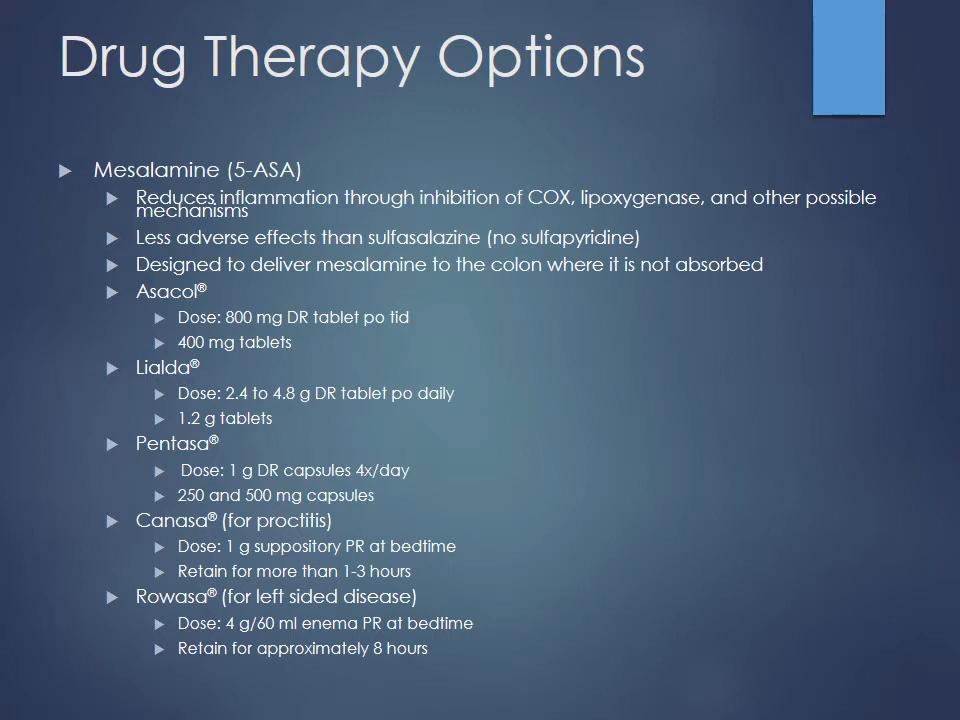 Drug Therapy Options
Mesalamine (5-ASA)
Reduces inflammation through inhibition of COX, lipoxygenase, and other possible
mechanisms
Less adverse effects than sulfasalazine (no sulfapyridine)
Designed to deliver mesalamine to the colon where it is not absorbed
Asacol®
Dose: 800 mg DR tablet po tid
400 mg tablets
Lialda®
Dose: 2.4 to 4.8 g DR tablet po daily
1.2 g tablets
Pentasa®
Dose: 1 g DR capsules 4x/day
250 and 500 mg capsules
Canasa® (for proctitis)
Dose: 1 g suppository PR at bedtime
Retain for more than 1-3 hours
Rowasa® (for left sided disease)
Dose: 4 g/60 ml enema PR at bedtime
Retain for approximately 8 hours